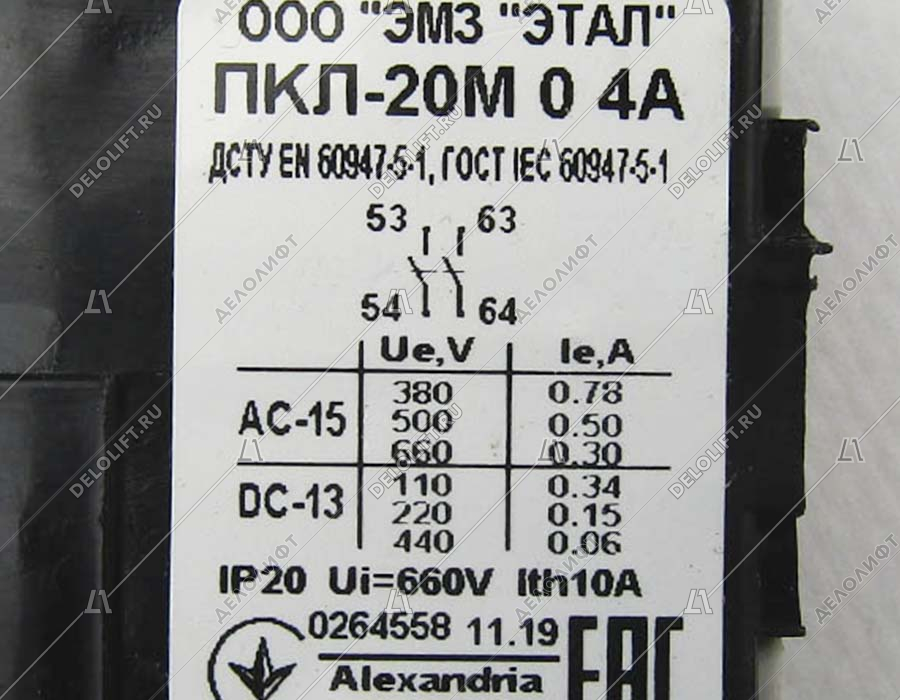 ООО "ЭМЗ "ЭТАЛ"
ПКЛ-20М 0 4А
ДСТУ EN 60947-5-1, ГОСТ IEC 60947-5-1
53 63
54 64
Ue,V Ie,A
AC-15
380 0.78
500 0.50
660 0.30
DC-13
110 0.34
220 0.15
440 0.06
IP20 Ui=660V Ith10A
0264558 11.19
Alexandria
EAC
ДЕЛОЛИФТ
DELOLIFT.RU